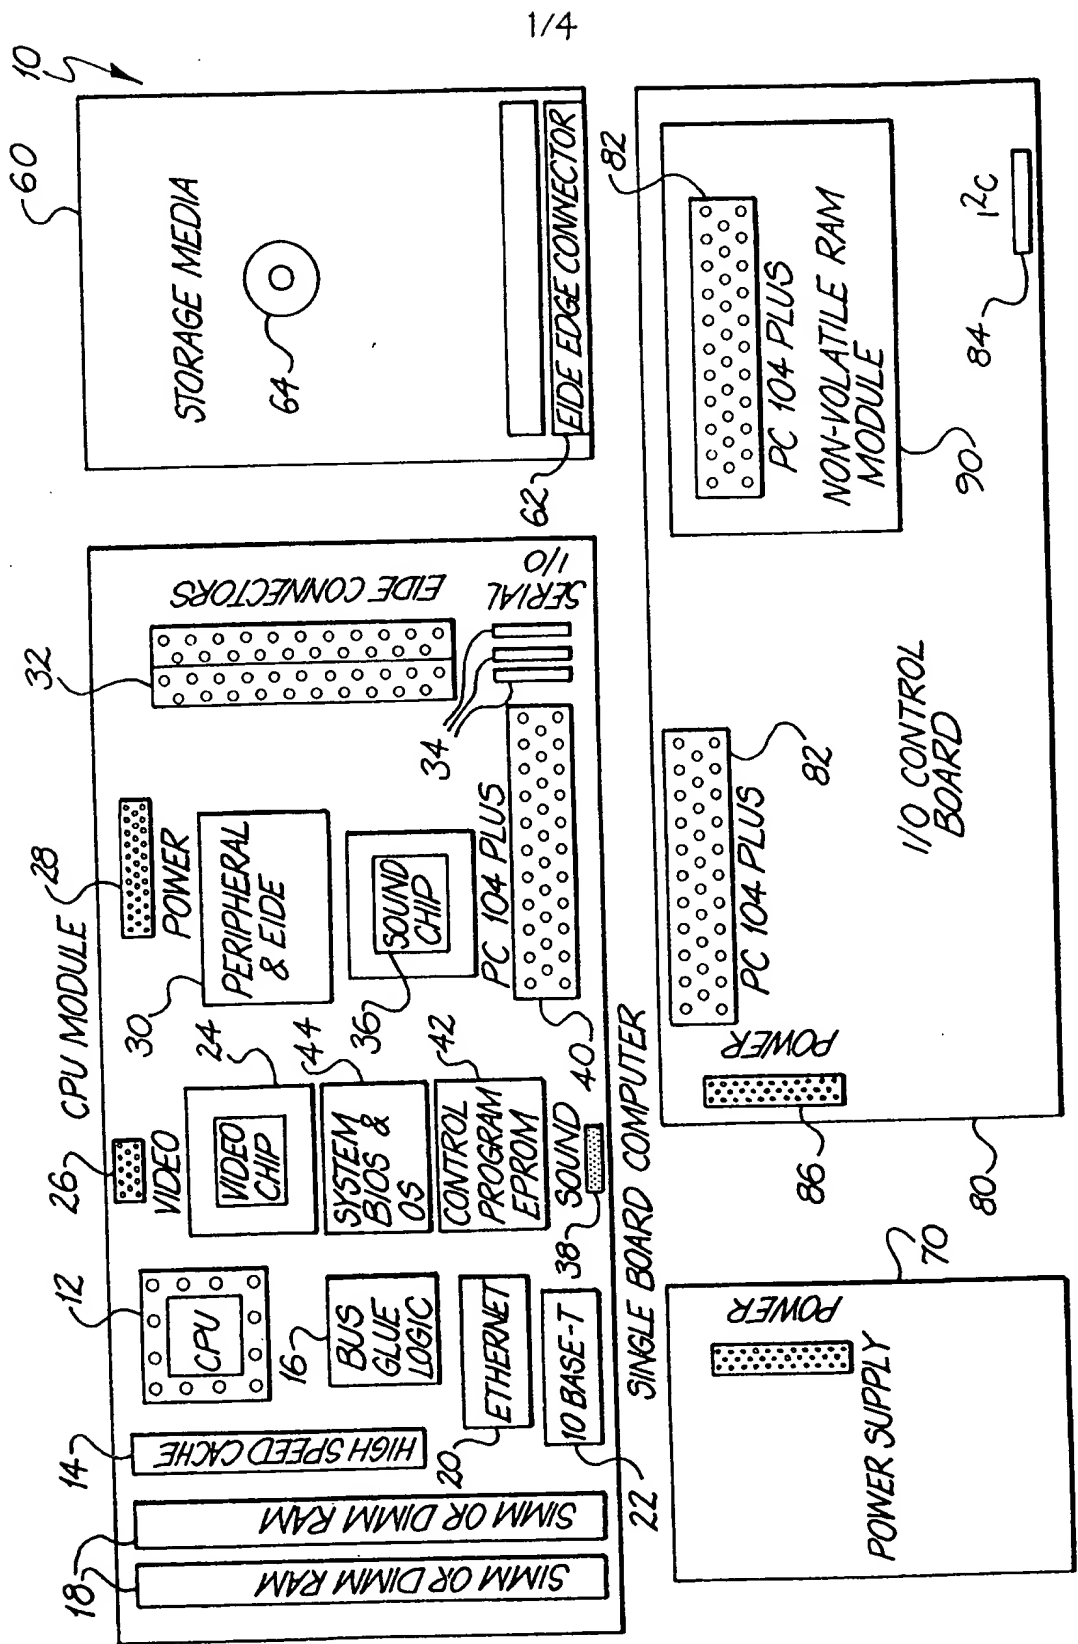 1/4
10
60
STORAGE MEDIA
64
EIDE EDGE CONNECTOR
62
CPU MODULE
18
SIMM OR DIMM RAM
SIMM OR DIMM RAM
14
HIGH SPEED CACHE
12
CPU
16
BUS
GLUE
LOGIC
20
ETHERNET
22
10 BASE-T
26
VIDEO
24
VIDEO
CHIP
44
SYSTEM
BIOS &
OS
42
CONTROL
PROGRAM
EPROM
38
SOUND
28
POWER
30
PERIPHERAL
& EIDE
36
SOUND
CHIP
PC 104 PLUS
40
32
EIDE CONNECTORS
34
SERIAL
I/O
SINGLE BOARD COMPUTER
70
POWER
POWER SUPPLY
80
86
POWER
82
PC 104 PLUS
I/O CONTROL
BOARD
82
PC 104 PLUS
NON-VOLATILE RAM
MODULE
90
84
I2C